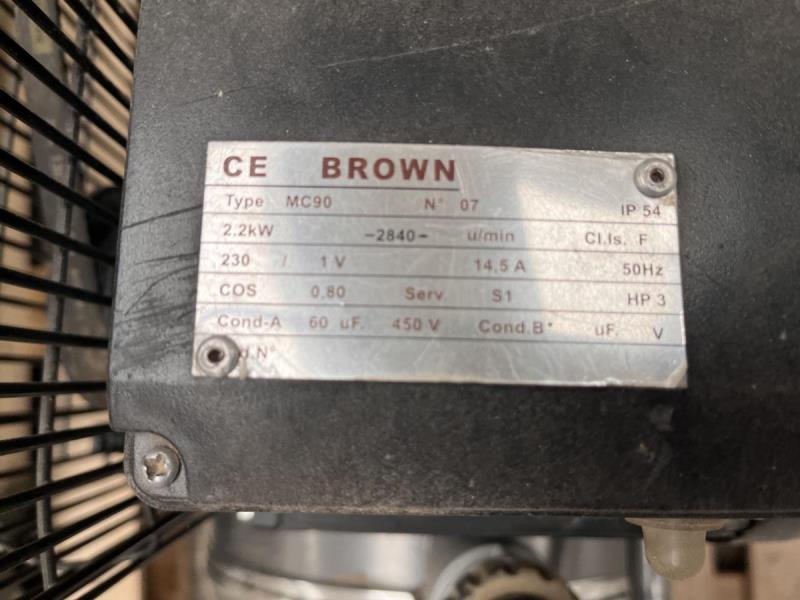 CE BROWN
Type MC90 N° 07 IP 54
2.2kW -2840- u/min Cl.Is. F
230 / 1 V 14,5 A 50Hz
COS 0,80 Serv. S1 HP 3
Cond-A 60 uF. 450 V Cond.B* uF. V
N°